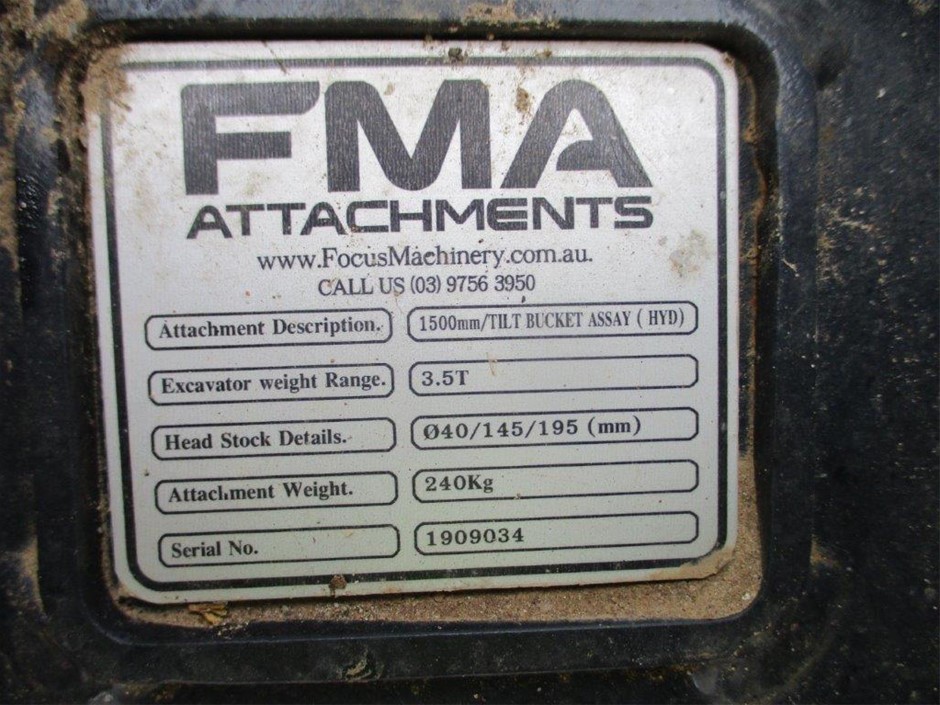 FMA
ATTACHMENTS
www.FocusMachinery.com.au.
CALL US (03) 9756 3950
Attachment Description. 1500mm/TILT BUCKET ASSAY ( HYD)
Excavator weight Range. 3.5T
Head Stock Details. Ø40/145/195 (mm)
Attachment Weight. 240Kg
Serial No. 1909034